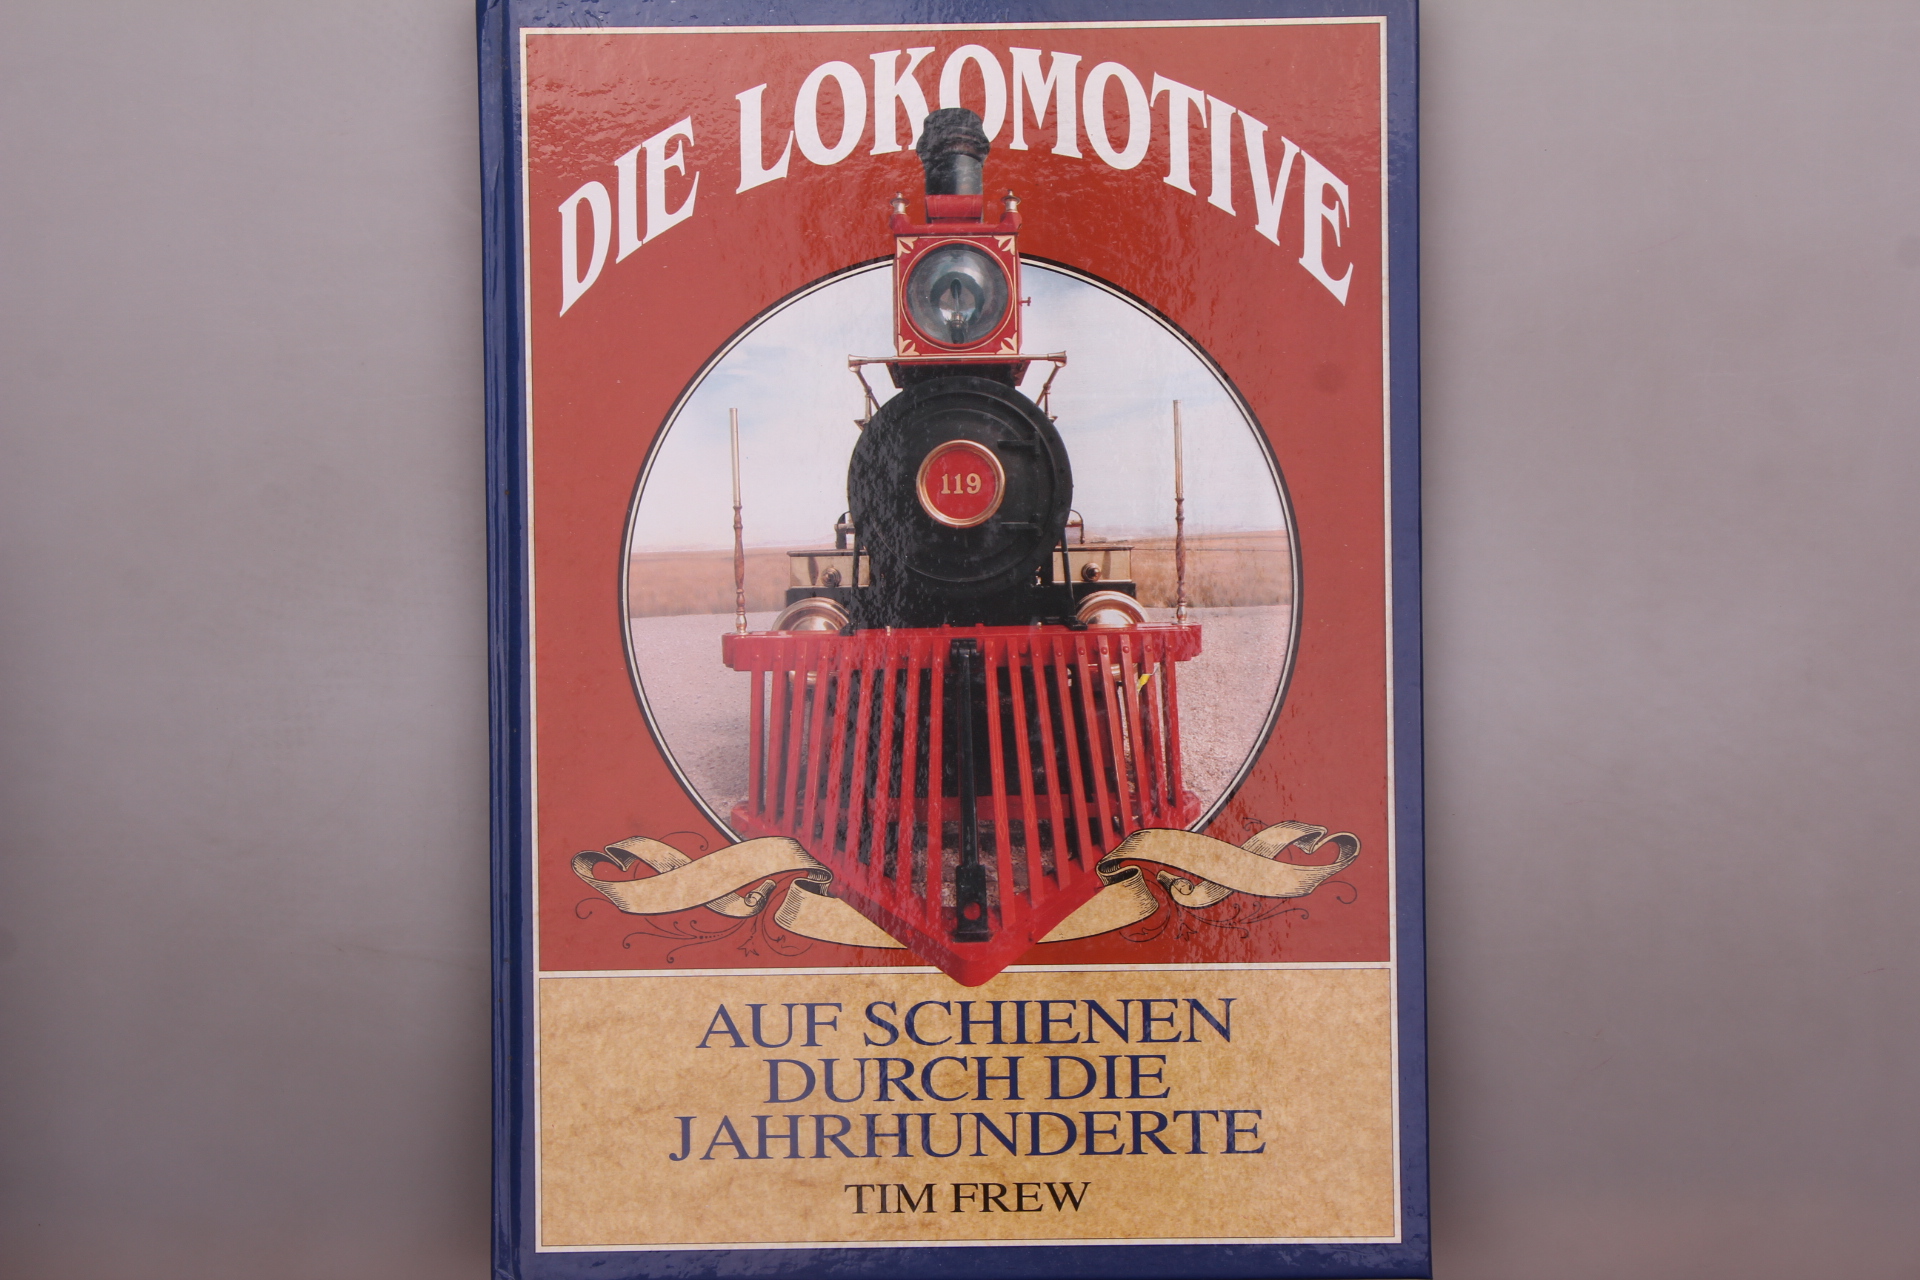 DIE LOKOMOTIVE
119
AUF SCHIENEN
DURCH DIE
JAHRHUNDERTE
TIM FREW